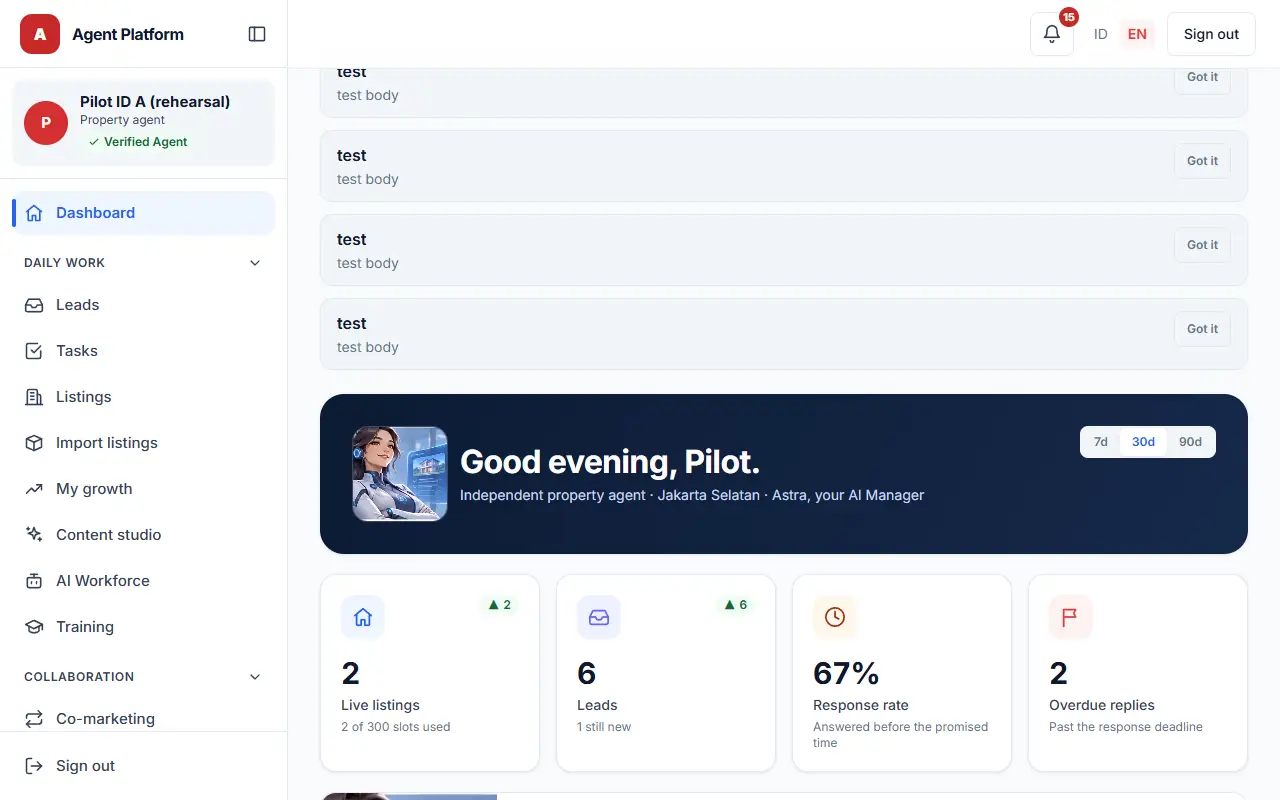 A
Agent Platform
15
ID
EN
Sign out
P
Pilot ID A (rehearsal)
Property agent
Verified Agent
Dashboard
DAILY WORK
Leads
Tasks
Listings
Import listings
My growth
Content studio
AI Workforce
Training
COLLABORATION
Co-marketing
Sign out
test
test body
Got it
test
test body
Got it
test
test body
Got it
test
test body
Got it
Good evening, Pilot.
Independent property agent · Jakarta Selatan · Astra, your AI Manager
7d
30d
90d
▲ 2
2
Live listings
2 of 300 slots used
▲ 6
6
Leads
1 still new
67%
Response rate
Answered before the promised
time
2
Overdue replies
Past the response deadline